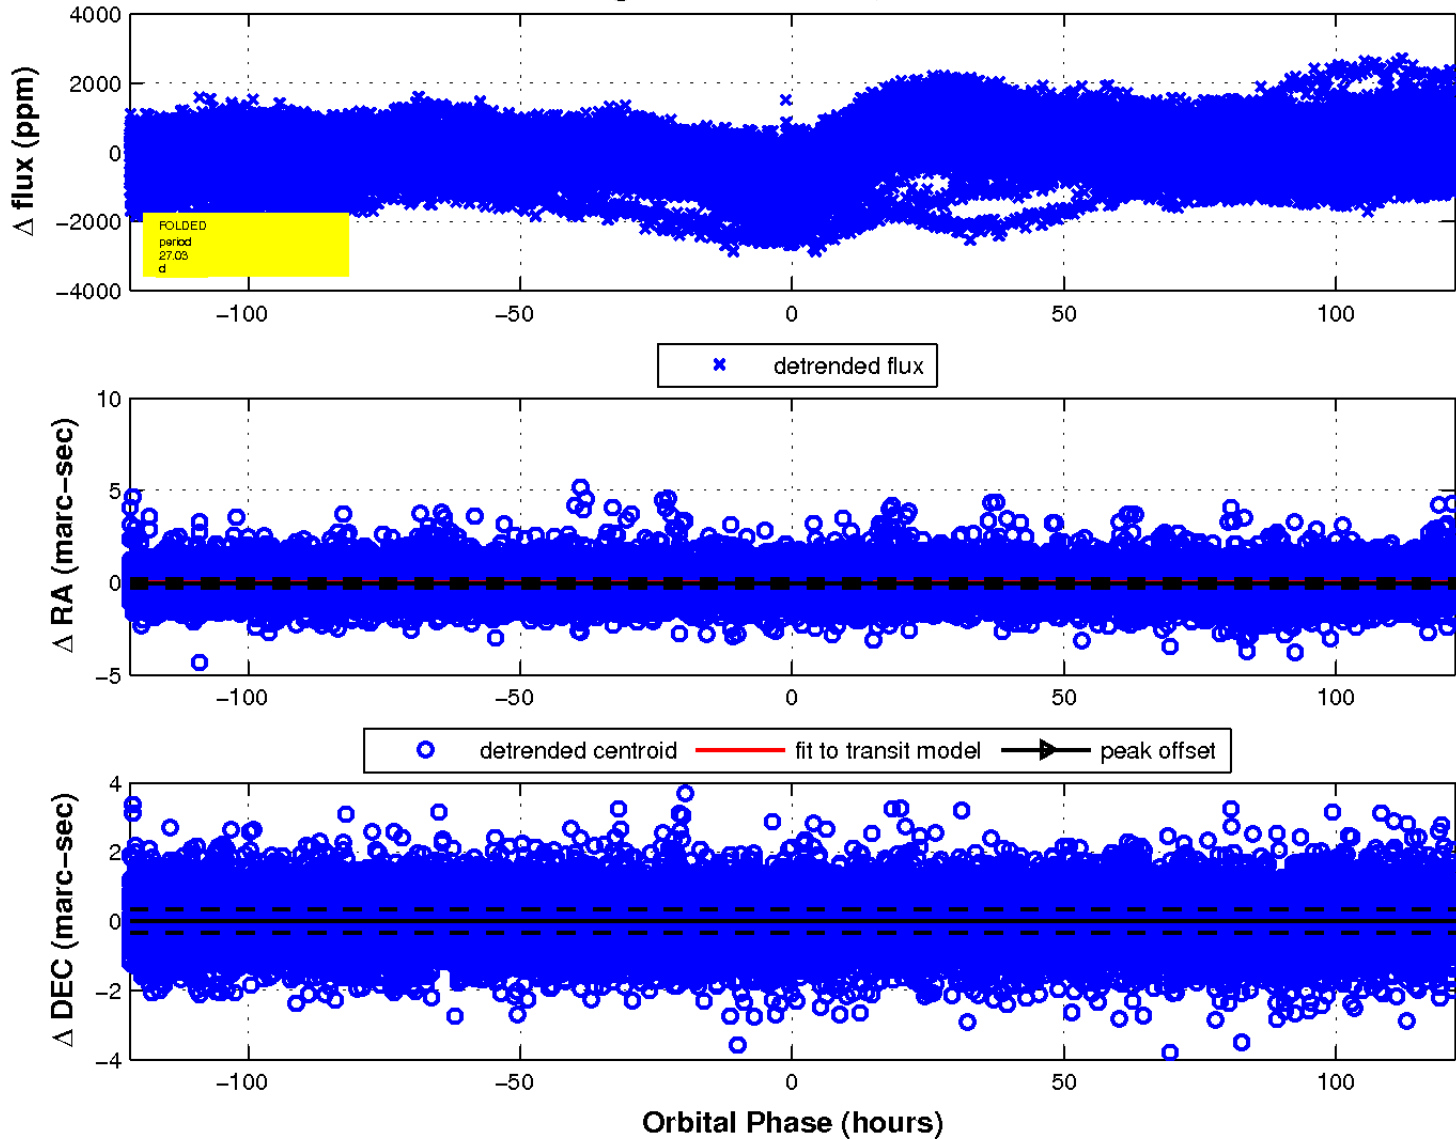 4000
2000
0
−2000
−4000
Δ flux (ppm)
FOLDED
period
27.03
d
−100
−50
0
50
100
detrended flux
10
5
0
−5
Δ RA (marc−sec)
−100
−50
0
50
100
detrended centroid
fit to transit model
peak offset
4
2
0
−2
−4
Δ DEC (marc−sec)
−100
−50
0
50
100
Orbital Phase (hours)